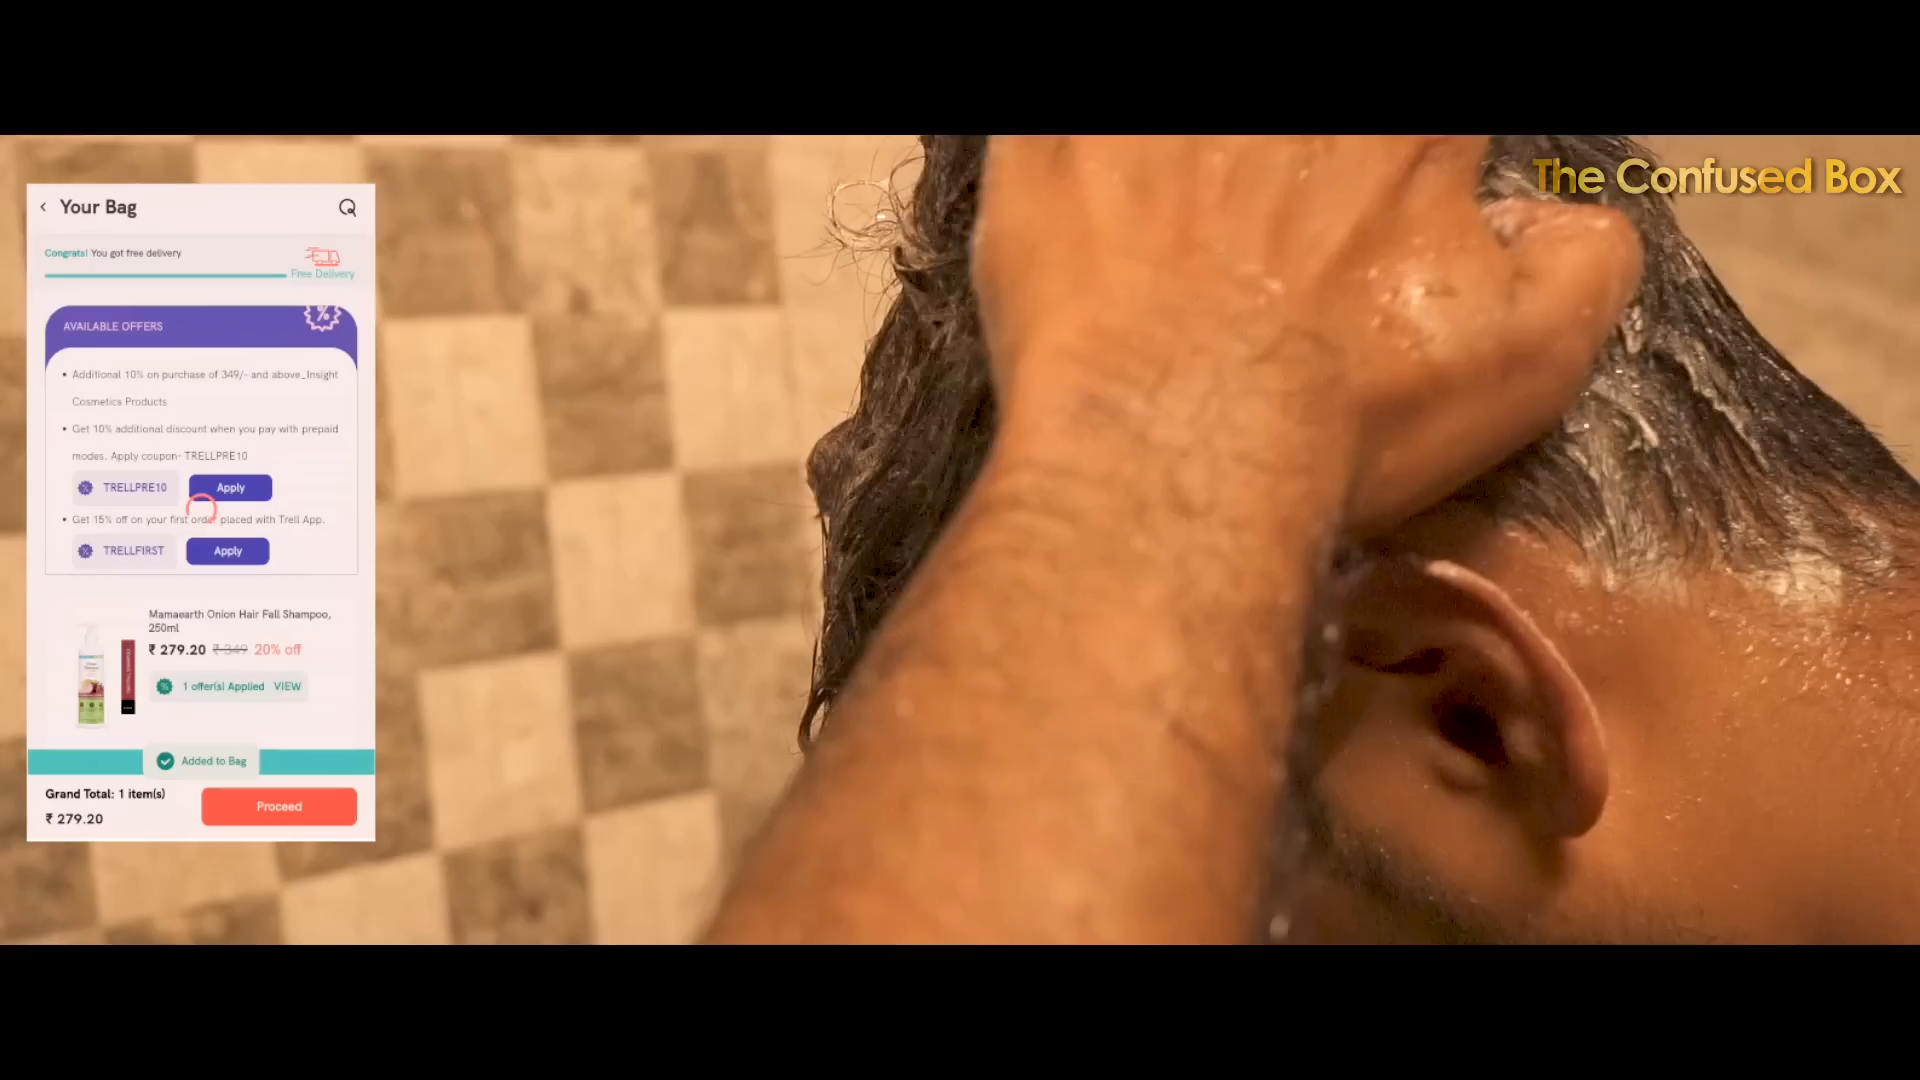 The Confused Box
Your Bag
Congrats! You got free delivery
Free Delivery
AVAILABLE OFFERS
• Additional 10% on purchase of 349/- and above_Insight
Cosmetics Products
• Get 10% additional discount when you pay with prepaid
modes. Apply coupon- TRELLPRE10
TRELLPRE10 Apply
• Get 15% off on your first order placed with Trell App.
TRELLFIRST Apply
Mamaearth Onion Hair Fall Shampoo,
250ml
₹ 279.20 ₹ 349 20% off
1 offer(s) Applied VIEW
Added to Bag
Grand Total: 1 item(s)
₹ 279.20
Proceed